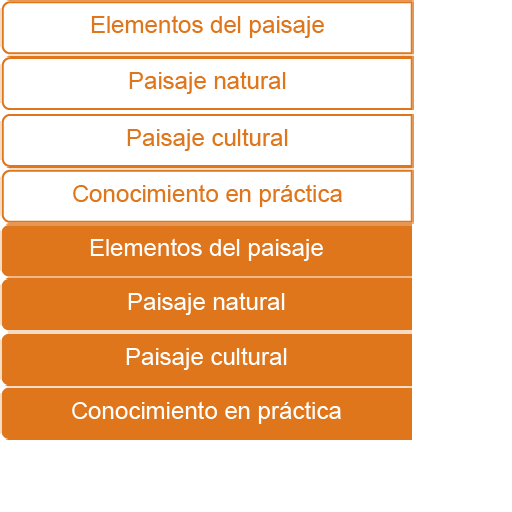 Elementos del paisaje
Paisaje natural
Paisaje cultural
Conocimiento en práctica
Elementos del paisaje
Paisaje natural
Paisaje cultural
Conocimiento en práctica